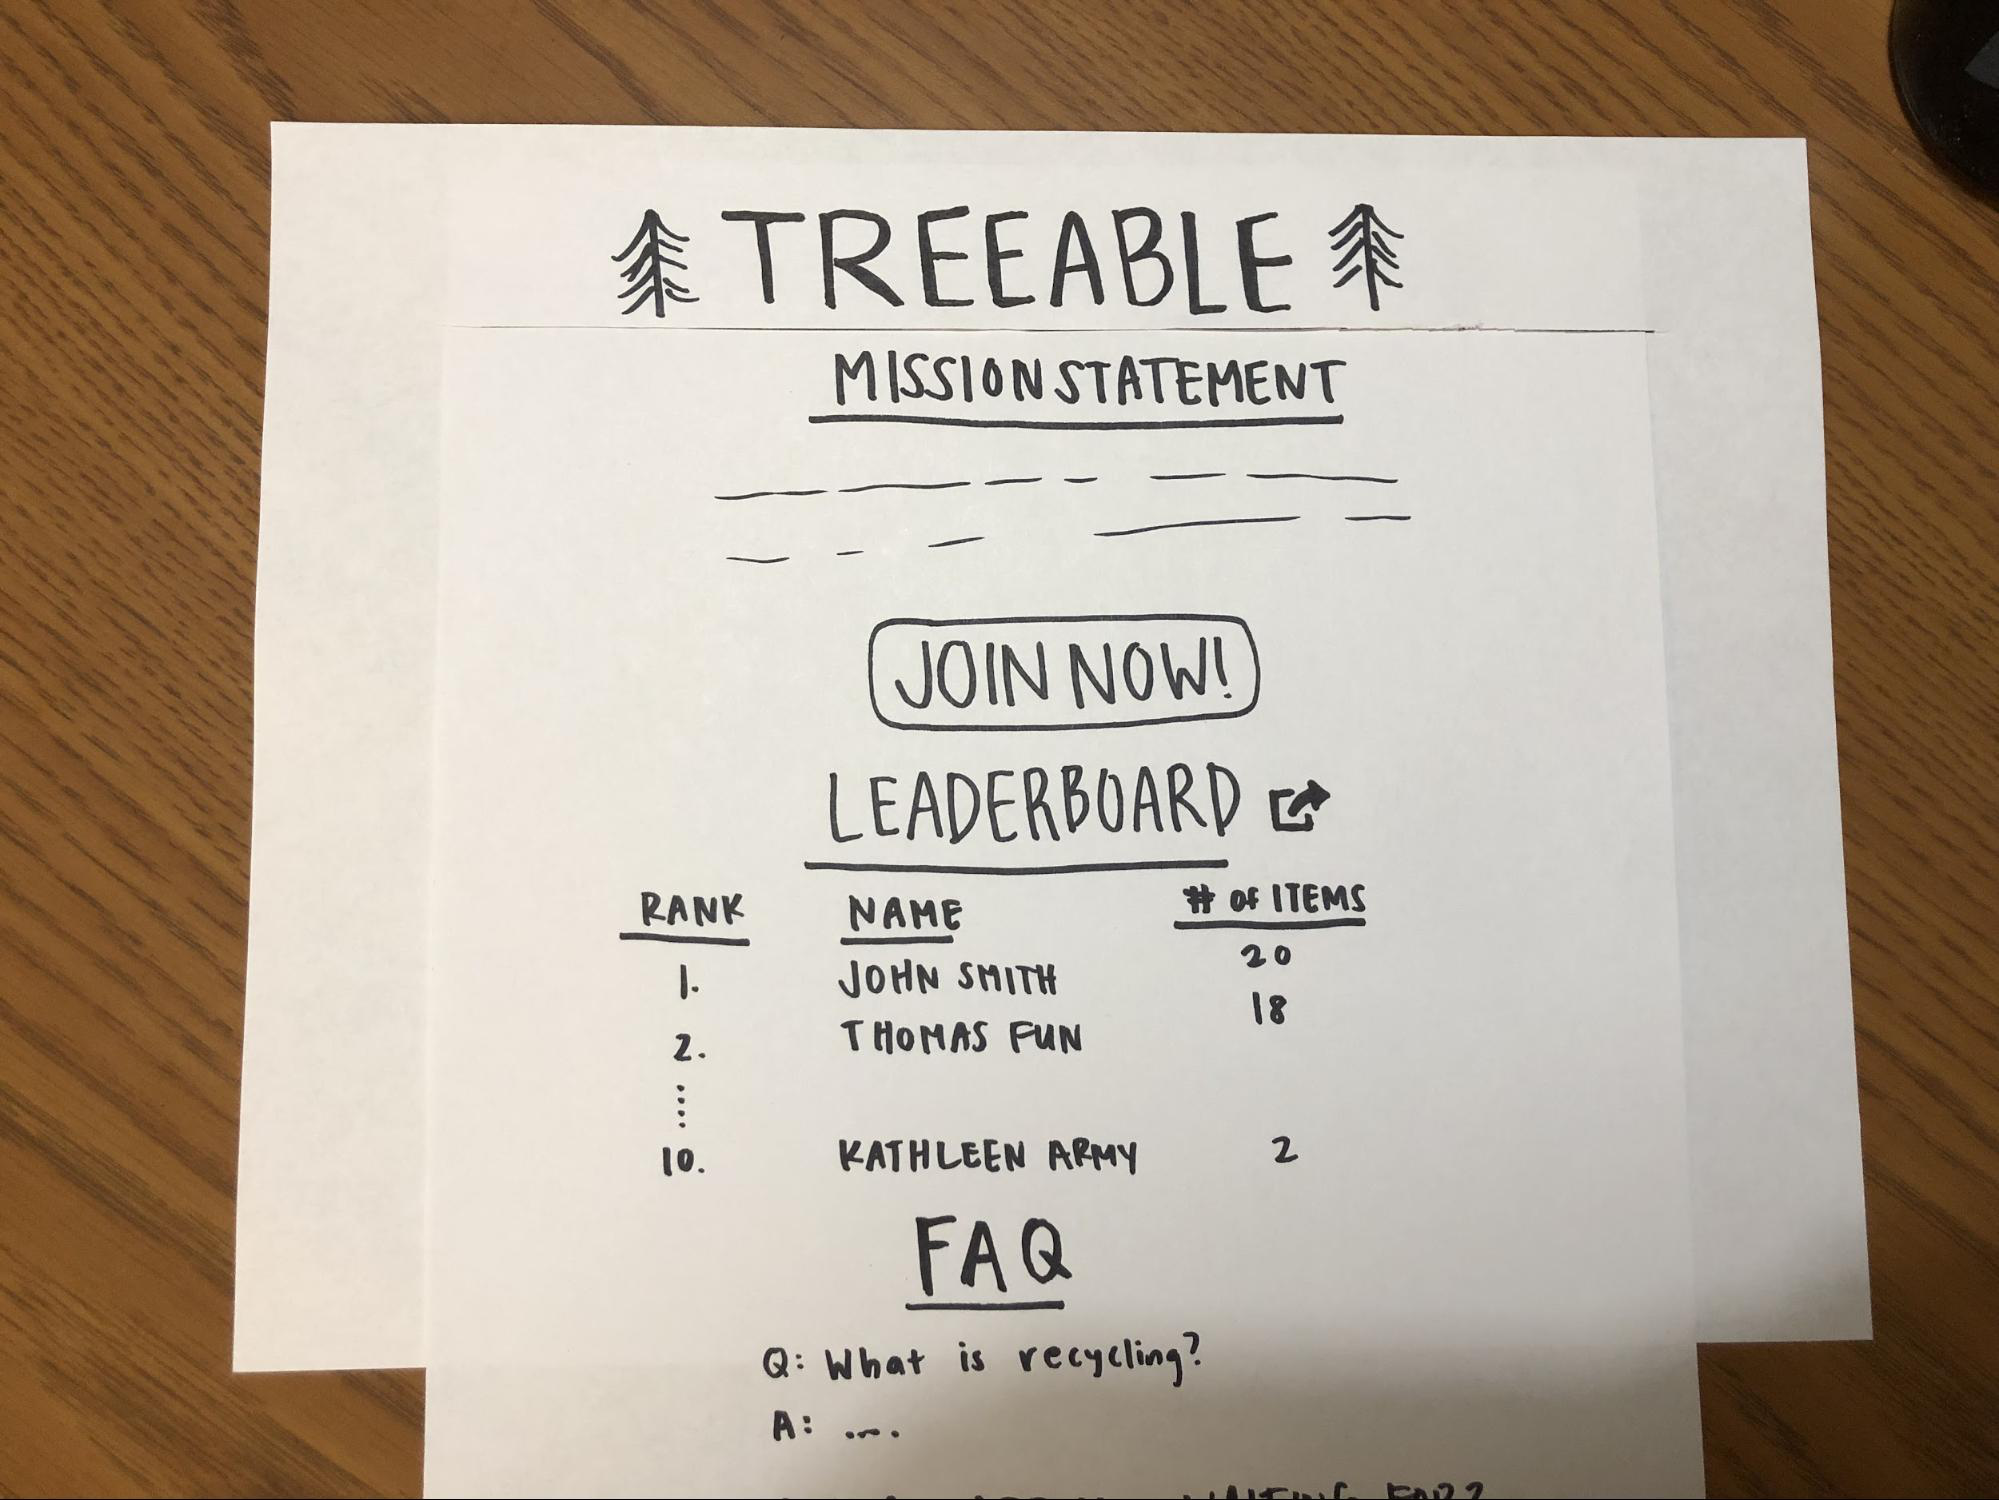 TREEABLE
MISSION STATEMENT
JOIN NOW!
LEADERBOARD
RANK NAME # of ITEMS
1. JOHN SMITH 20
2. THOMAS FUN 18
10. KATHLEEN ARMY 2
FAQ
Q: What is recycling?
A: ....
WAITING FOR?